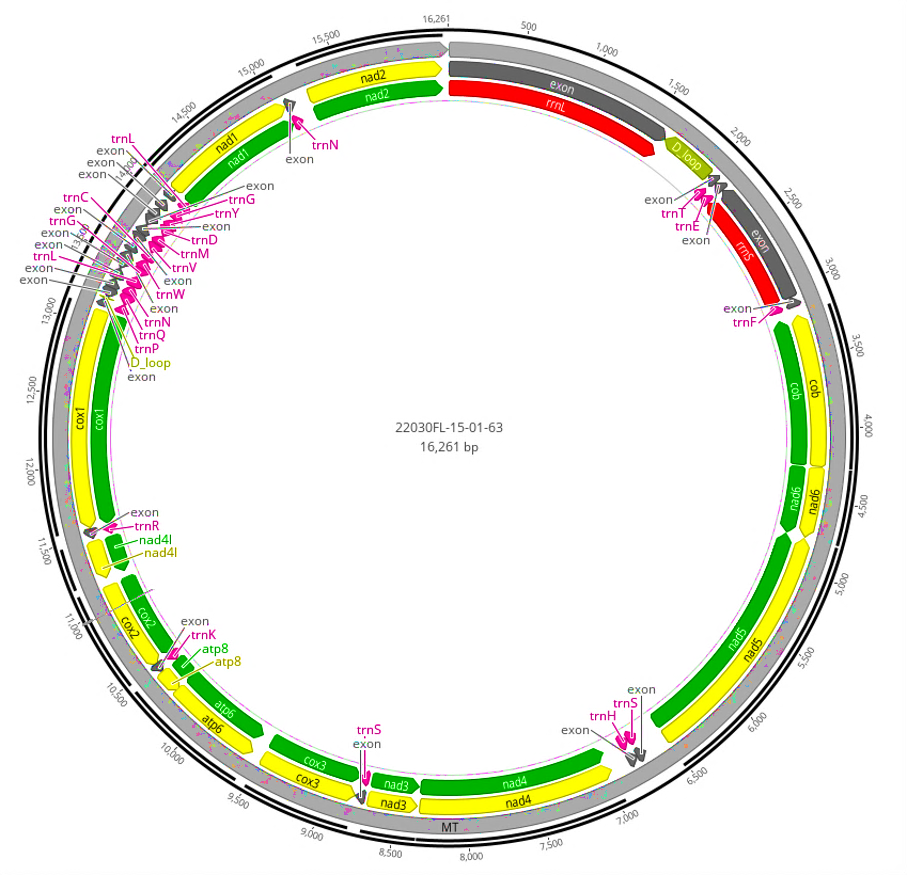 16,261
500
1,000
1,500
2,000
2,500
3,000
3,500
4,000
4,500
5,000
5,500
6,000
6,500
7,000
7,500
8,000
8,500
9,000
9,500
10,000
10,500
11,000
11,500
12,000
12,500
13,000
13,500
14,000
14,500
15,000
15,500
exon
rrnL
D_loop
exon
trnT
trnE
exon
exon
rrnS
exon
trnF
cob
cob
nad6
nad6
nad5
nad5
exon
trnS
trnH
exon
nad4
nad4
nad3
nad3
MT
trnS
exon
cox3
cox3
atp6
atp6
atp8
atp8
exon
trnK
cox2
cox2
nad4l
nad4l
exon
trnR
cox1
cox1
exon
D_loop
trnP
trnQ
trnN
exon
trnW
exon
trnV
trnM
trnD
exon
trnY
trnG
exon
exon
exon
trnL
exon
exon
trnG
exon
trnC
exon
exon
exon
trnL
nad1
nad1
exon
trnN
nad2
nad2
22030FL-15-01-63
16,261 bp